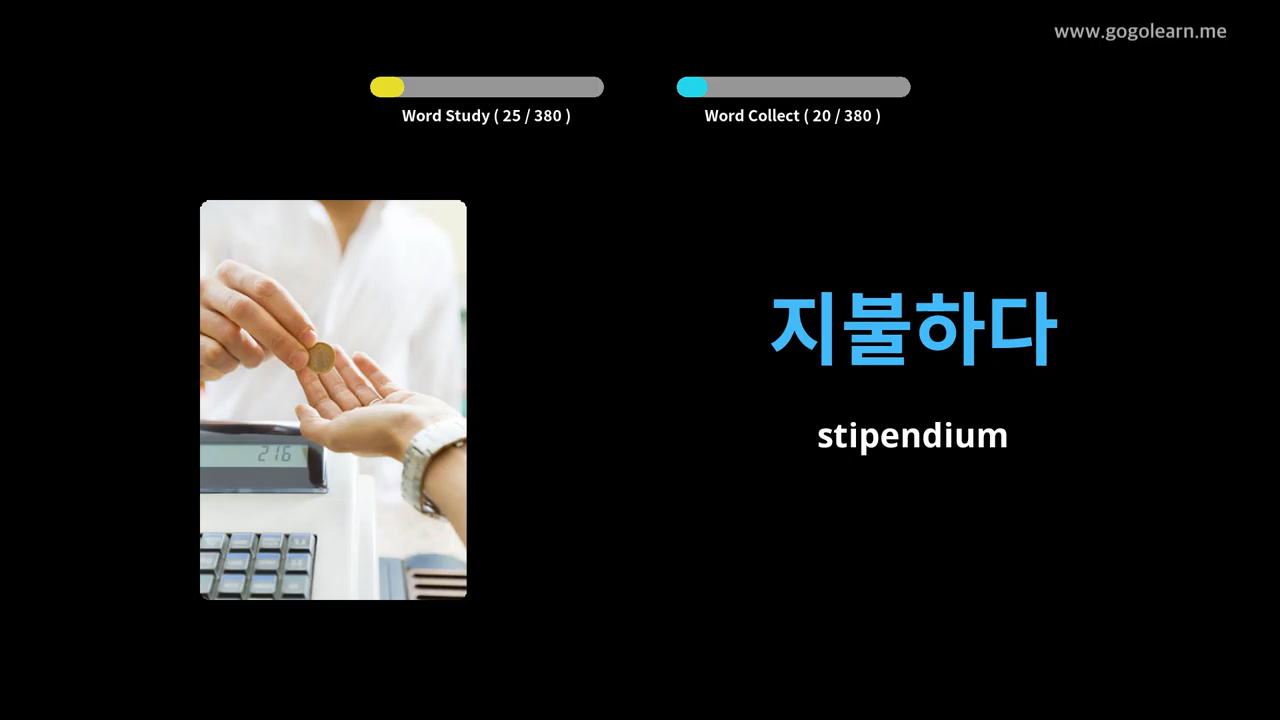 www.gogolearn.me
Word Study ( 25 / 380 )
Word Collect ( 20 / 380 )
지불하다
stipendium
216